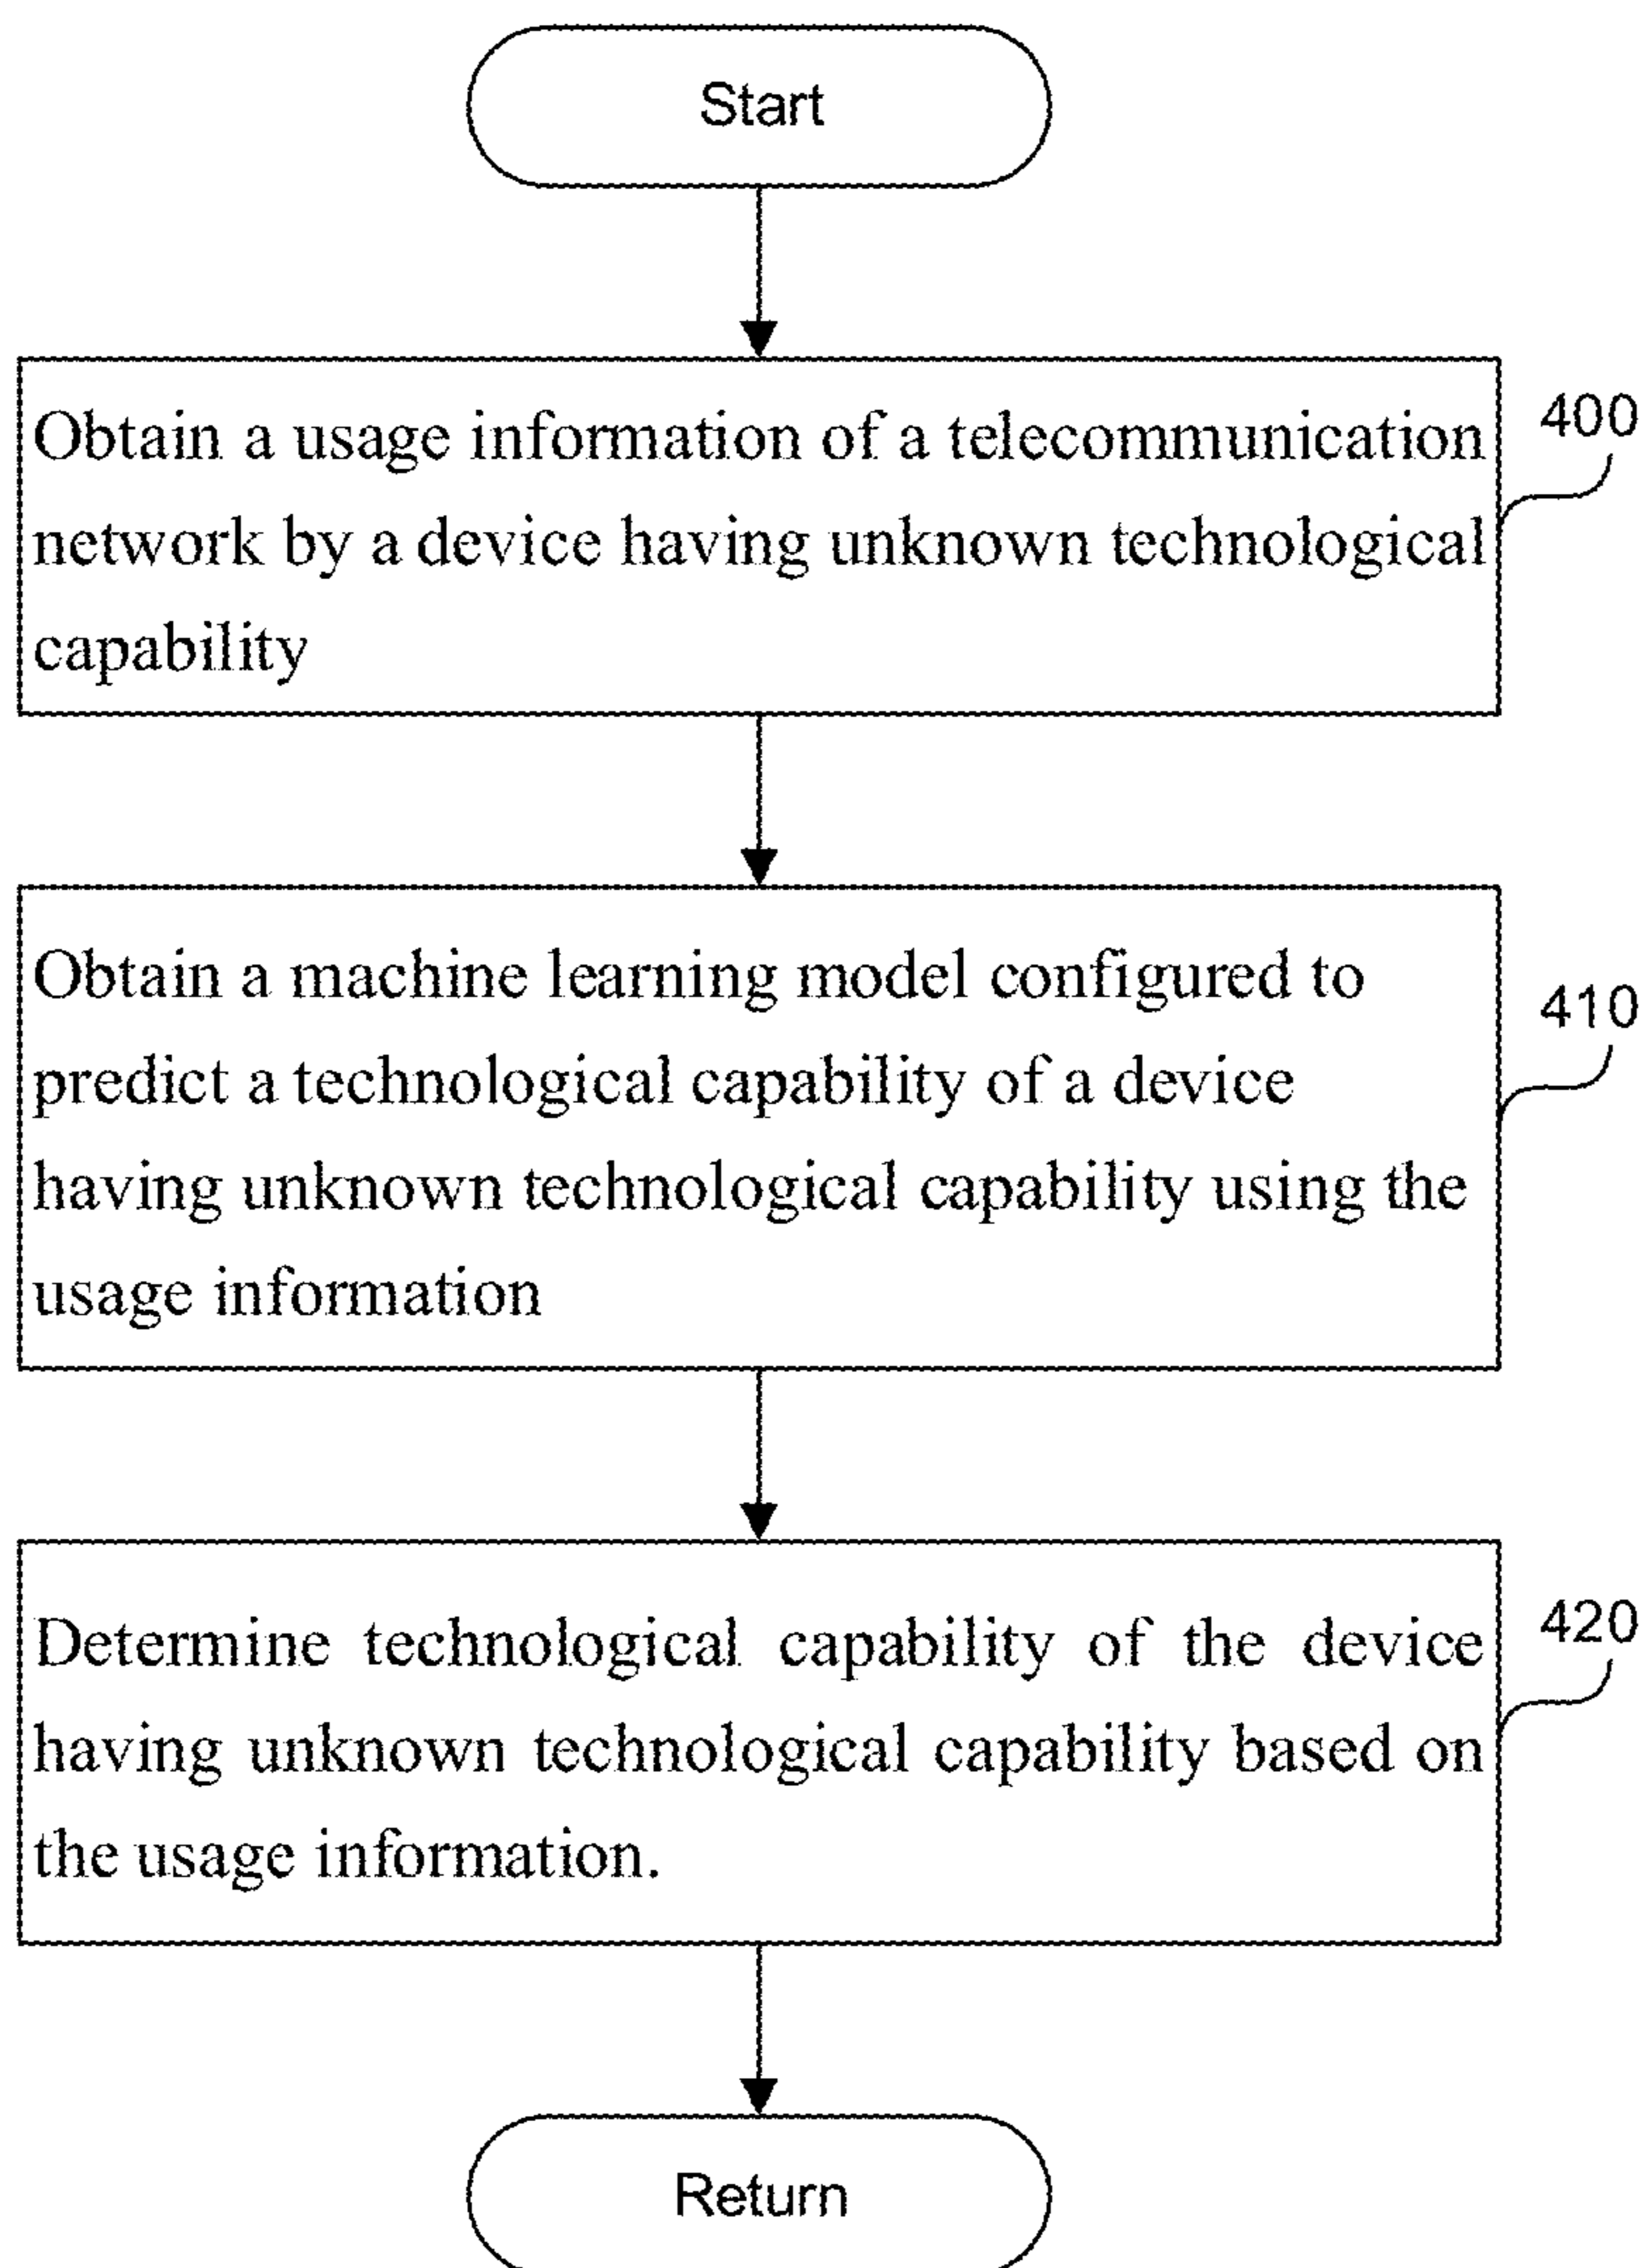 Start
Obtain a usage information of a telecommunication
network by a device having unknown technological
capability
400
Obtain a machine learning model configured to
predict a technological capability of a device
having unknown technological capability using the
usage information
410
Determine technological capability of the device
having unknown technological capability based on
the usage information.
420
Return